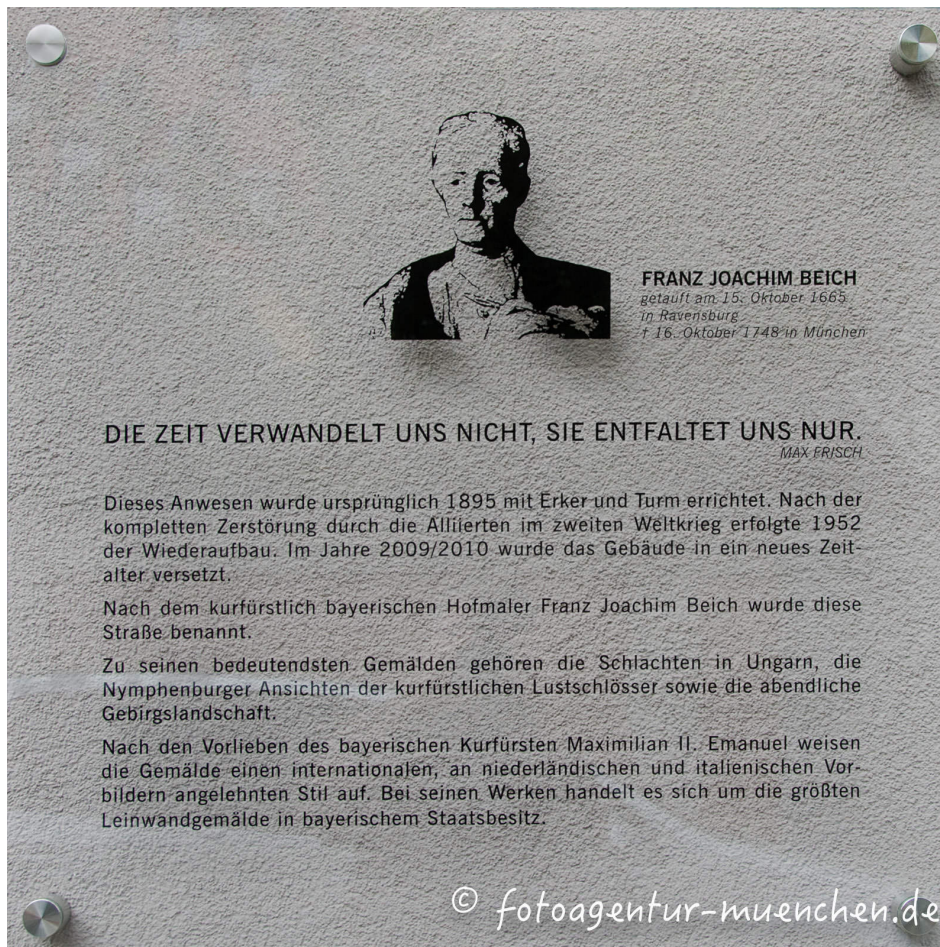 FRANZ JOACHIM BEICH
getauft am 15. Oktober 1665
in Ravensburg
† 16. Oktober 1748 in München
DIE ZEIT VERWANDELT UNS NICHT, SIE ENTFALTET UNS NUR.
MAX FRISCH
Dieses Anwesen wurde ursprünglich 1895 mit Erker und Turm errichtet. Nach der
kompletten Zerstörung durch die Alliierten im zweiten Weltkrieg erfolgte 1952
der Wiederaufbau. Im Jahre 2009/2010 wurde das Gebäude in ein neues Zeit-
alter versetzt.
Nach dem kurfürstlich bayerischen Hofmaler Franz Joachim Beich wurde diese
Straße benannt.
Zu seinen bedeutendsten Gemälden gehören die Schlachten in Ungarn, die
Nymphenburger Ansichten der kurfürstlichen Lustschlösser sowie die abendliche
Gebirgslandschaft.
Nach den Vorlieben des bayerischen Kurfürsten Maximilian II. Emanuel weisen
die Gemälde einen internationalen, an niederländischen und italienischen Vor-
bildern angelehnten Stil auf. Bei seinen Werken handelt es sich um die größten
Leinwandgemälde in bayerischem Staatsbesitz.
© fotoagentur-muenchen.de